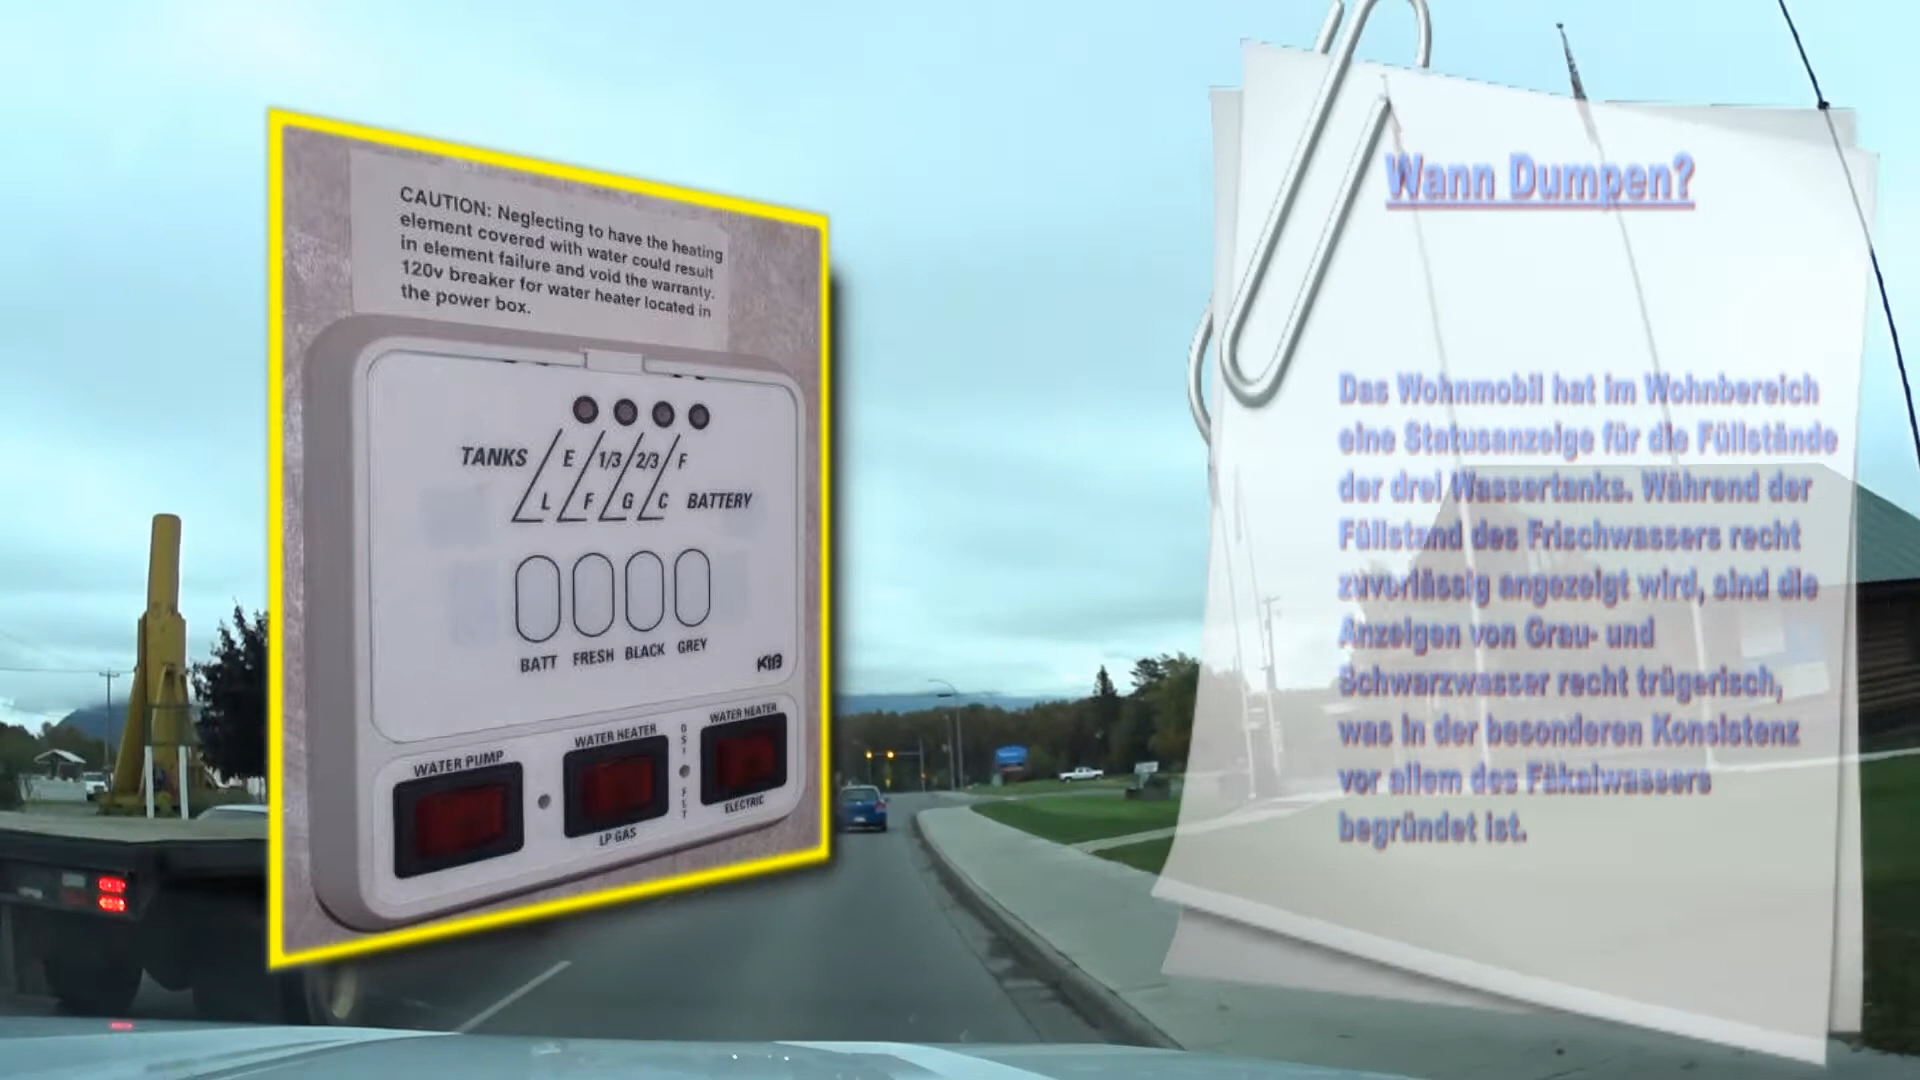 CAUTION: Neglecting to have the heating
element covered with water could result
in element failure and void the warranty.
120v breaker for water heater located in
the power box.
TANKS E 1/3 2/3 F
L F G C BATTERY
BATT FRESH BLACK GREY
KIB
WATER PUMP
WATER HEATER
LP GAS
DSI FLT
WATER HEATER
ELECTRIC
Wann Dumpen?
Das Wohnmobil hat im Wohnbereich
eine Statusanzeige für die Füllstände
der drei Wassertanks. Während der
Füllstand des Frischwassers recht
zuverlässig angezeigt wird, sind die
Anzeigen von Grau- und
Schwarzwasser recht trügerisch,
was in der besonderen Konsistenz
vor allem des Fäkalwassers
begründet ist.